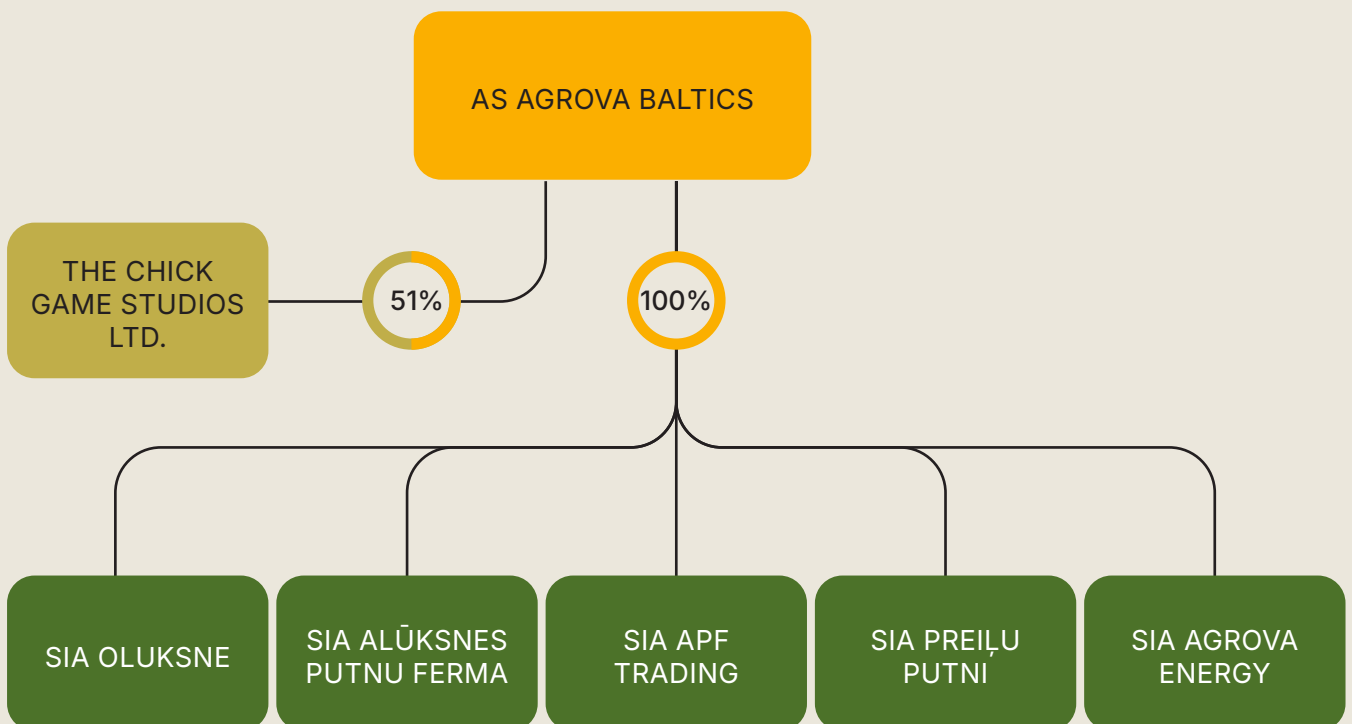 AS AGROVA BALTICS
THE CHICK
GAME STUDIOS
LTD.
51%
100%
SIA OLUKSNE
SIA ALŪKSNES
PUTNU FERMA
SIA APF
TRADING
SIA PREIĻU
PUTNI
SIA AGROVA
ENERGY